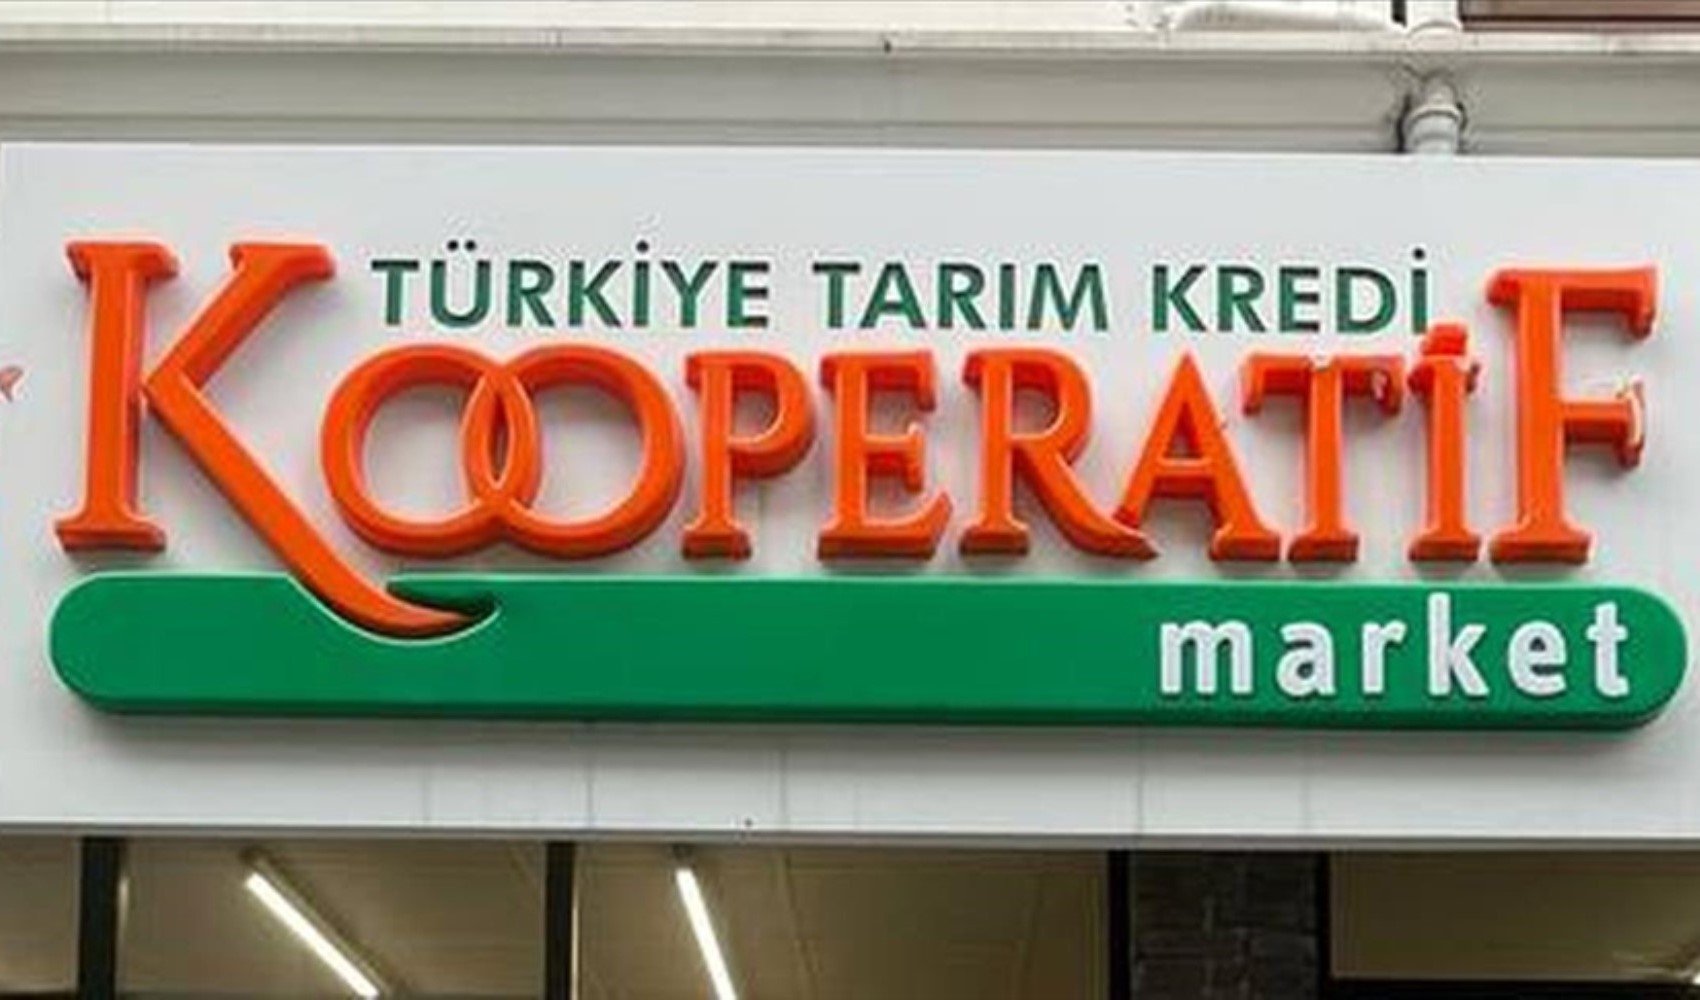 TÜRKİYE TARIM KREDİ
KOOPERATİF
market